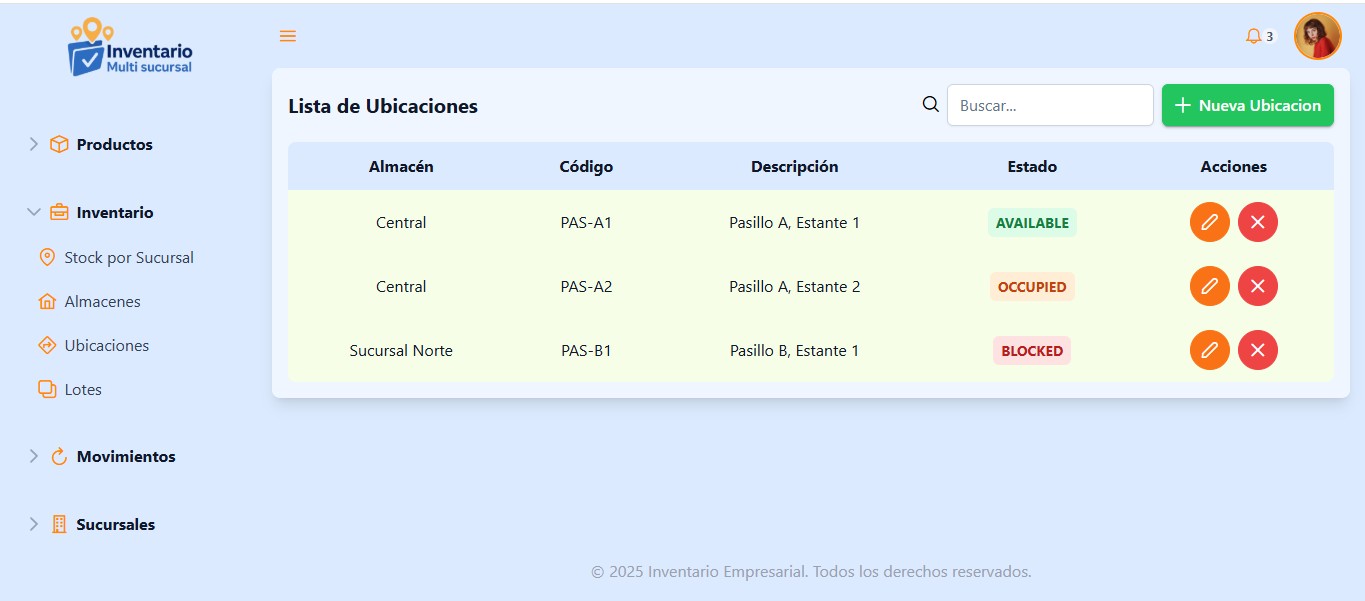 Inventario
Multi sucursal
3
Productos
Inventario
Stock por Sucursal
Almacenes
Ubicaciones
Lotes
Movimientos
Sucursales
Lista de Ubicaciones
Buscar...
Nueva Ubicacion
Almacén Código Descripción Estado Acciones
Central PAS-A1 Pasillo A, Estante 1 AVAILABLE
Central PAS-A2 Pasillo A, Estante 2 OCCUPIED
Sucursal Norte PAS-B1 Pasillo B, Estante 1 BLOCKED
© 2025 Inventario Empresarial. Todos los derechos reservados.